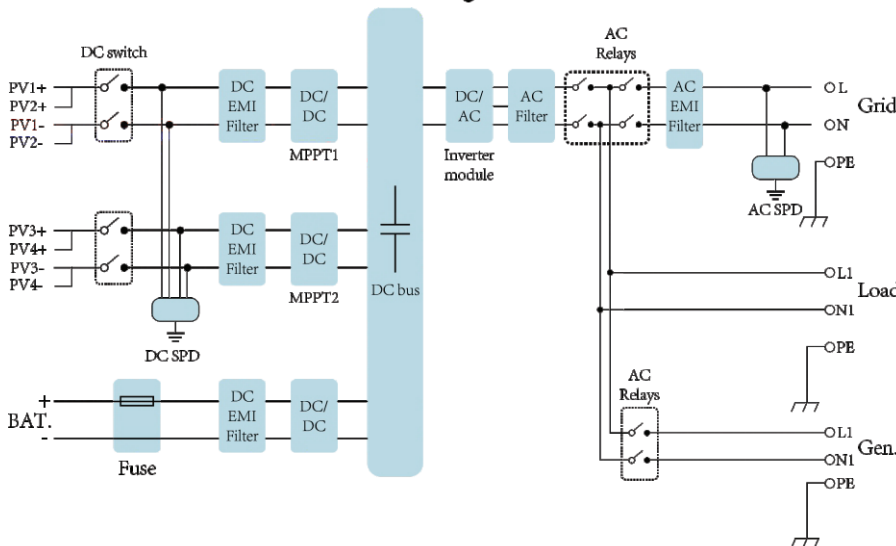 DC switch
PV1+
PV2+
PV1-
PV2-
DC
EMI
Filter
DC/
DC
MPPT1
DC/
AC
Inverter
module
AC
Filter
AC
Relays
AC
EMI
Filter
L
N
Grid
PE
AC SPD
PV3+
PV4+
PV3-
PV4-
DC
EMI
Filter
DC/
DC
MPPT2
DC bus
DC SPD
L1
N1
Load
PE
+
BAT.
-
Fuse
DC
EMI
Filter
DC/
DC
AC
Relays
L1
N1
Gen.
PE